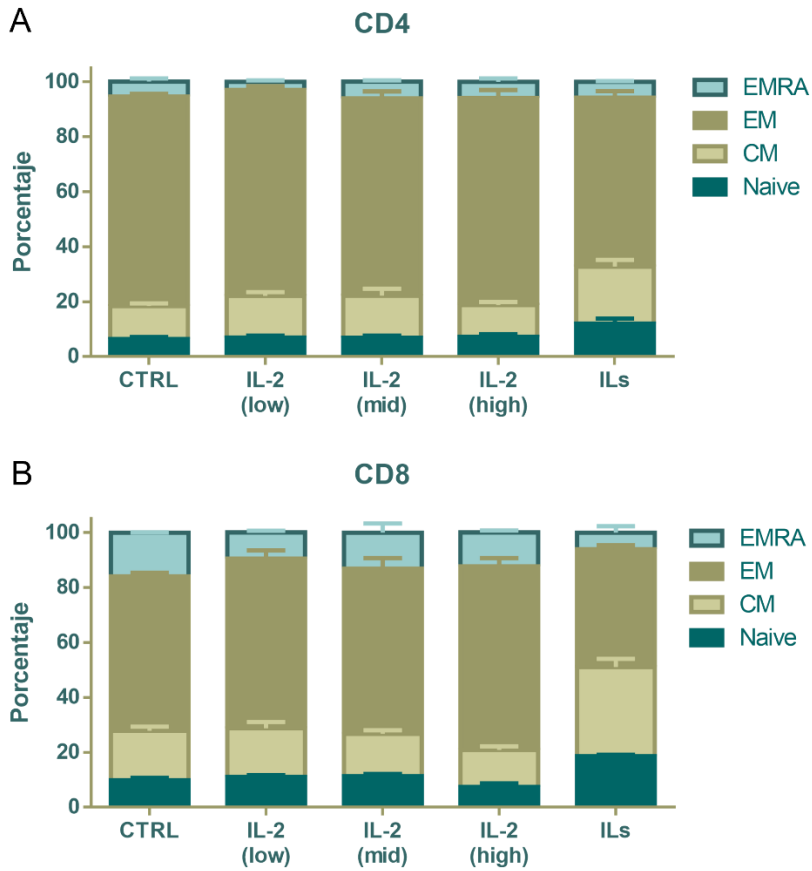 A
CD4
Porcentaje
100
80
60
40
20
0
CTRL
IL-2
(low)
IL-2
(mid)
IL-2
(high)
ILs
EMRA
EM
CM
Naive
B
CD8
Porcentaje
100
80
60
40
20
0
CTRL
IL-2
(low)
IL-2
(mid)
IL-2
(high)
ILs
EMRA
EM
CM
Naive